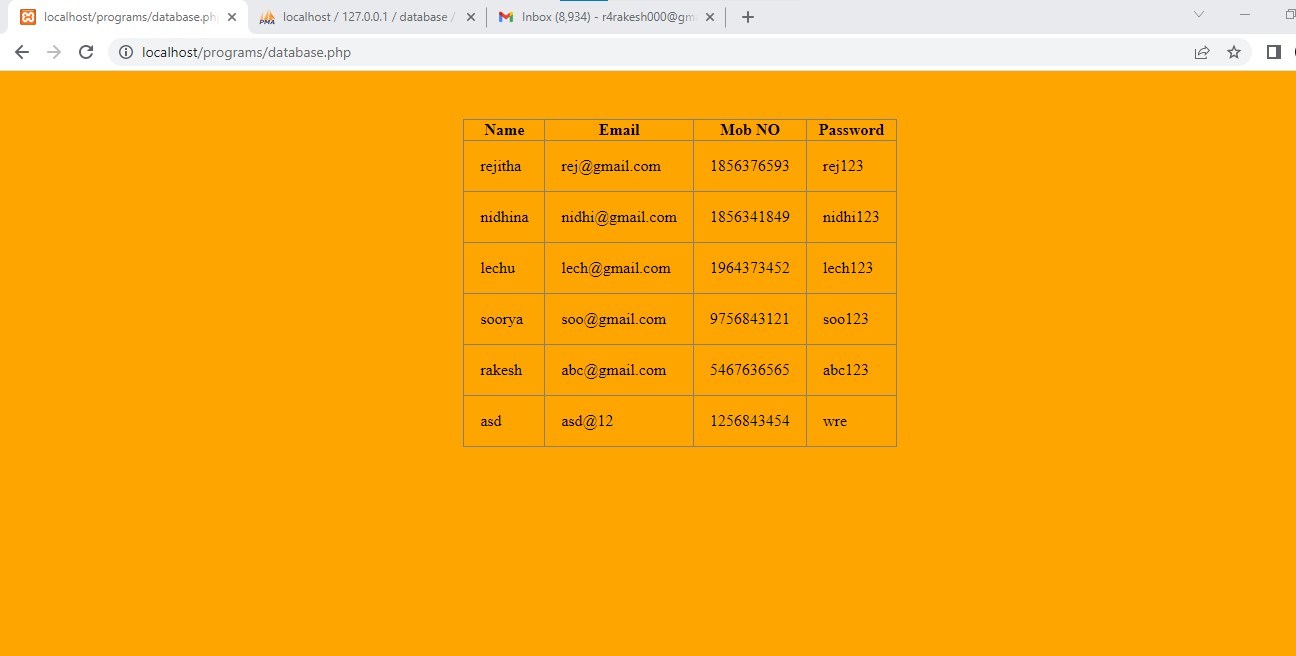 localhost/programs/database.ph
localhost / 127.0.0.1 / database /
Inbox (8,934) - r4rakesh000@gm
localhost/programs/database.php
Name Email Mob NO Password
rejitha rej@gmail.com 1856376593 rej123
nidhina nidhi@gmail.com 1856341849 nidhi123
lechu lech@gmail.com 1964373452 lech123
soorya soo@gmail.com 9756843121 soo123
rakesh abc@gmail.com 5467636565 abc123
asd asd@12 1256843454 wre